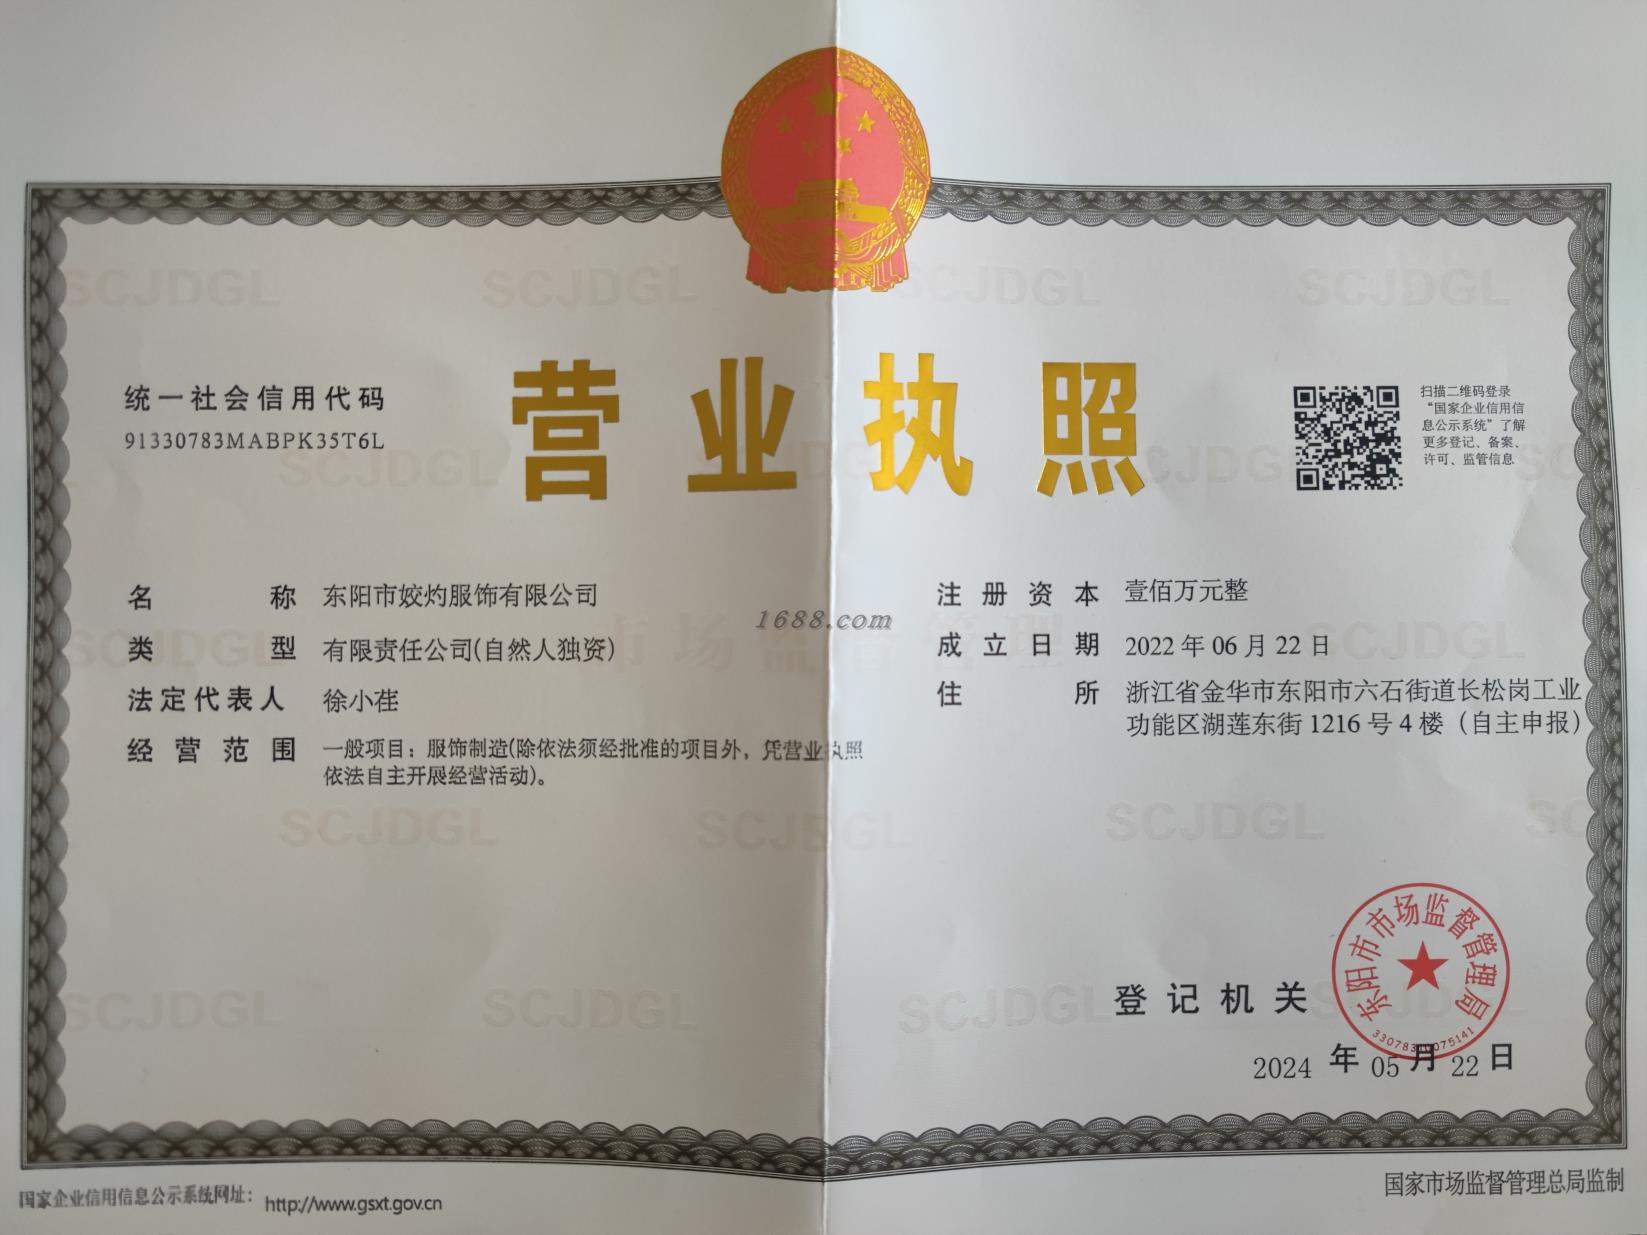 营业执照
统一社会信用代码
91330783MABPK35T6L
扫描二维码登录
“国家企业信用信
息公示系统”了解
更多登记、备案、
许可、监管信息
名称 东阳市姣灼服饰有限公司
类型 有限责任公司(自然人独资)
法定代表人 徐小荏
经营范围 一般项目：服饰制造(除依法须经批准的项目外，凭营业执照
依法自主开展经营活动)。
注册资本 壹佰万元整
成立日期 2022年06月22日
住所 浙江省金华市东阳市六石街道长松岗工业
功能区湖莲东街1216号4楼（自主申报）
1688.com
市场监督管理
SCJDGL
登记机关
东阳市市场监督管理局
2024年05月22日
国家企业信用信息公示系统网址：http://www.gsxt.gov.cn
国家市场监督管理总局监制